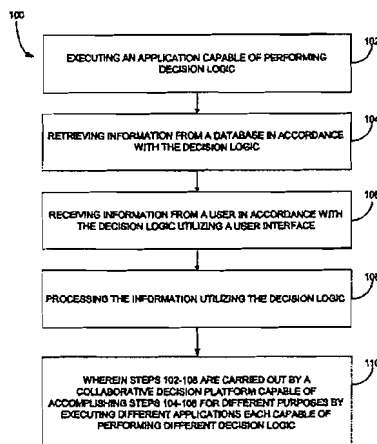 100
102
EXECUTING AN APPLICATION CAPABLE OF PERFORMING
DECISION LOGIC
104
RETRIEVING INFORMATION FROM A DATABASE IN ACCORDANCE
WITH THE DECISION LOGIC
106
RECEIVING INFORMATION FROM A USER IN ACCORDANCE WITH
THE DECISION LOGIC UTILIZING A USER INTERFACE
108
PROCESSING THE INFORMATION UTILIZING THE DECISION LOGIC
110
WHEREIN STEPS 102-108 ARE CARRIED OUT BY A
COLLABORATIVE DECISION PLATFORM CAPABLE OF
ACCOMPLISHING STEPS 104-108 FOR DIFFERENT PURPOSES BY
EXECUTING DIFFERENT APPLICATIONS EACH CAPABLE OF
PERFORMING DIFFERENT DECISION LOGIC